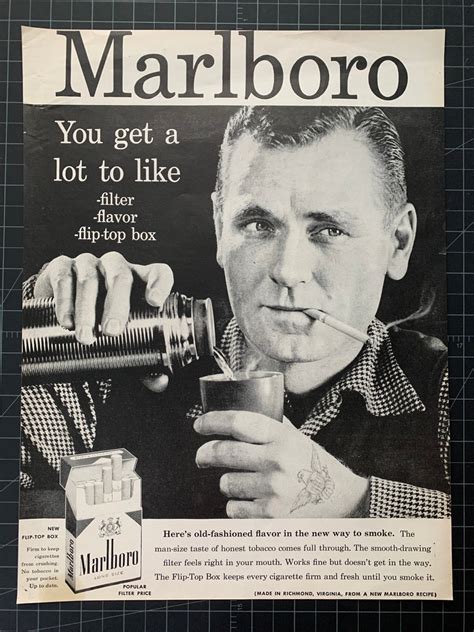 Marlboro
You get a
lot to like
-filter
-flavor
-flip-top box
NEW
FLIP-TOP BOX
Firm to keep
cigarettes
from crushing.
No tobacco in
your pocket.
Up to date.
Marlboro
Marlboro
LONG SIZE
POPULAR
FILTER PRICE
Here's old-fashioned flavor in the new way to smoke. The
man-size taste of honest tobacco comes full through. The smooth-drawing
filter feels right in your mouth. Works fine but doesn't get in the way.
The Flip-Top Box keeps every cigarette firm and fresh until you smoke it.
(MADE IN RICHMOND, VIRGINIA, FROM A NEW MARLBORO RECIPE)